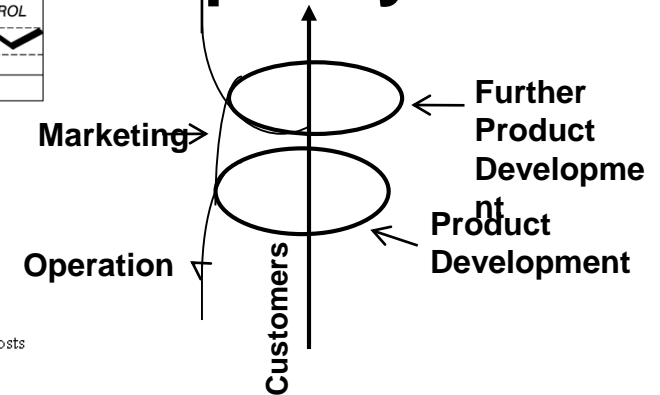 ROL
Further
Product
Developme
nt
Marketing
Product
Development
Operation
Customers
osts